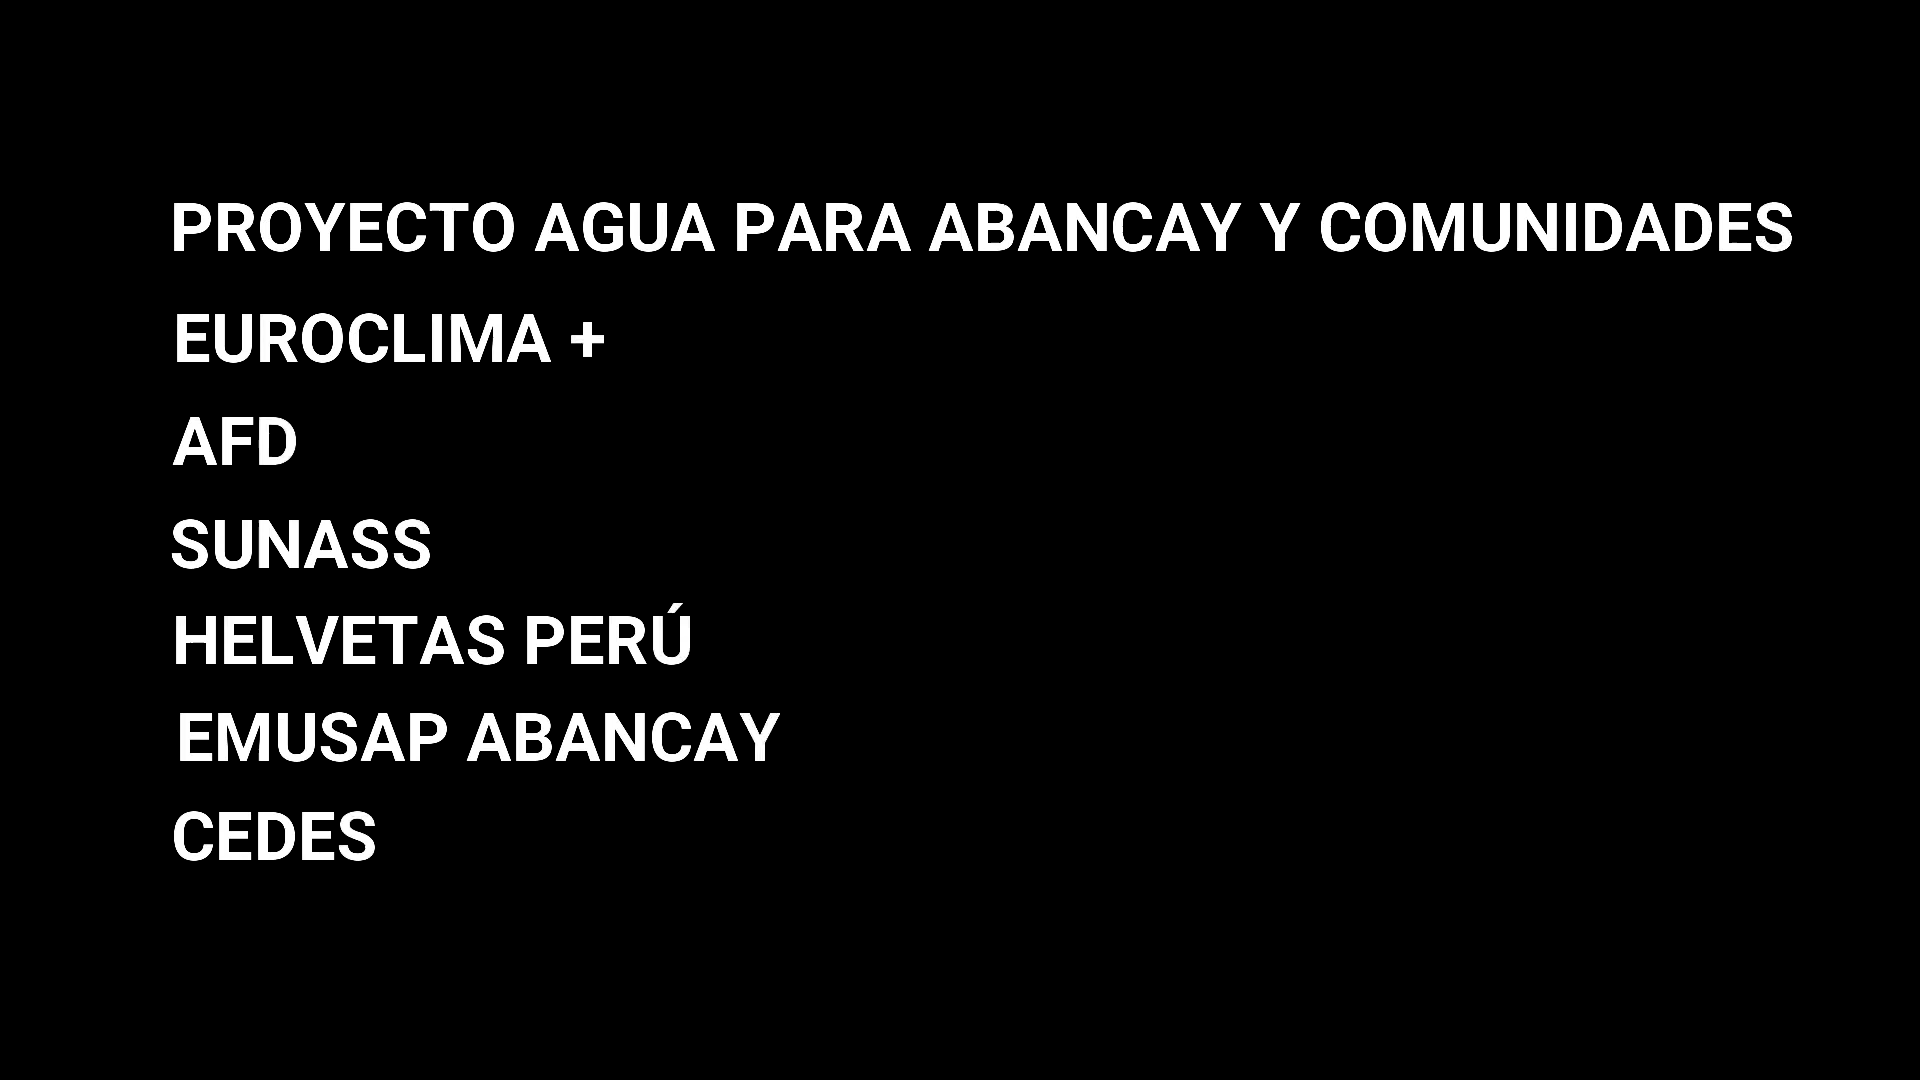 PROYECTO AGUA PARA ABANCAY Y COMUNIDADES
EUROCLIMA +
AFD
SUNASS
HELVETAS PERÚ
EMUSAP ABANCAY
CEDES